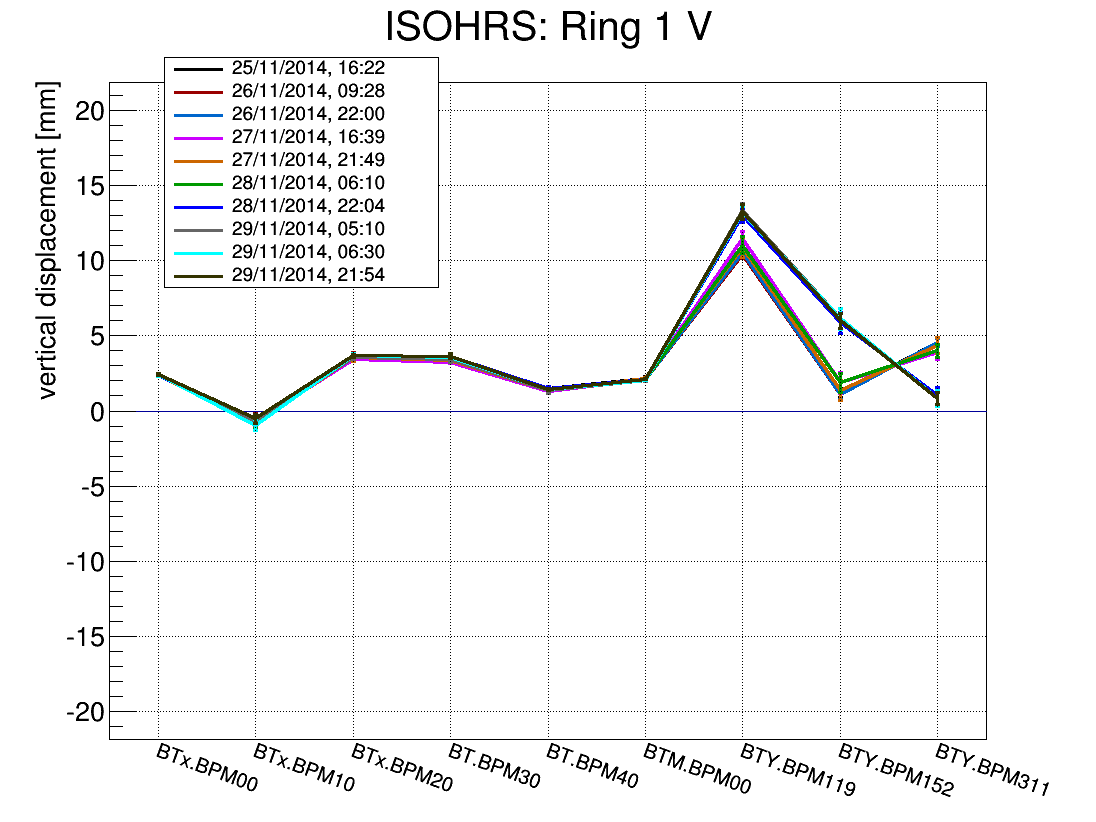 ISOHRS: Ring 1 V
25/11/2014, 16:22
26/11/2014, 09:28
26/11/2014, 22:00
27/11/2014, 16:39
27/11/2014, 21:49
28/11/2014, 06:10
28/11/2014, 22:04
29/11/2014, 05:10
29/11/2014, 06:30
29/11/2014, 21:54
vertical displacement [mm]
20
15
10
5
0
-5
-10
-15
-20
BTx.BPM00
BTx.BPM10
BTx.BPM20
BT.BPM30
BT.BPM40
BTM.BPM00
BTY.BPM119
BTY.BPM152
BTY.BPM311